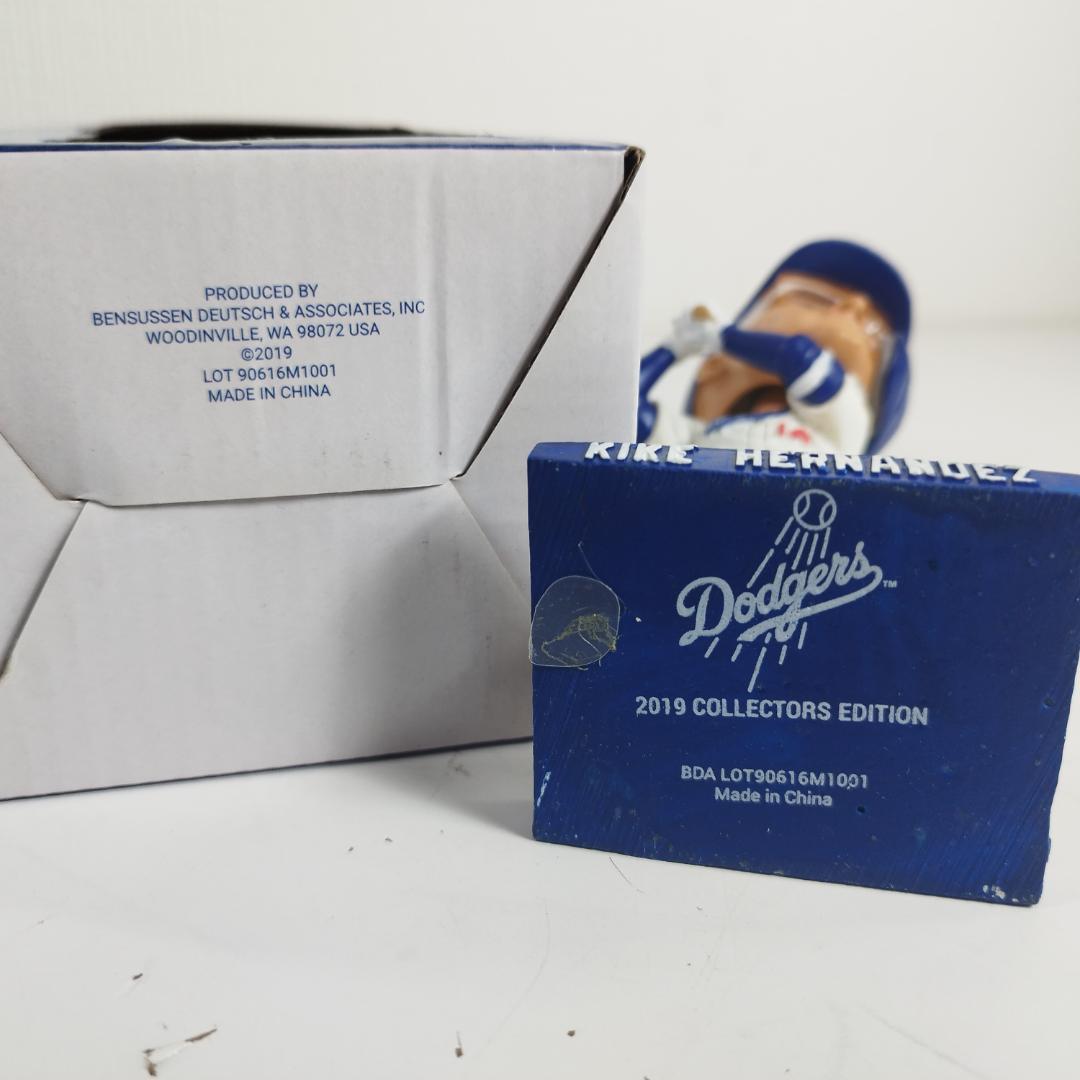 PRODUCED BY
BENSUSSEN DEUTSCH & ASSOCIATES, INC
WOODINVILLE, WA 98072 USA
©2019
LOT 90616M1001
MADE IN CHINA
KIKE HERNANDEZ
Dodgers™
2019 COLLECTORS EDITION
BDA LOT90616M1001
Made in China